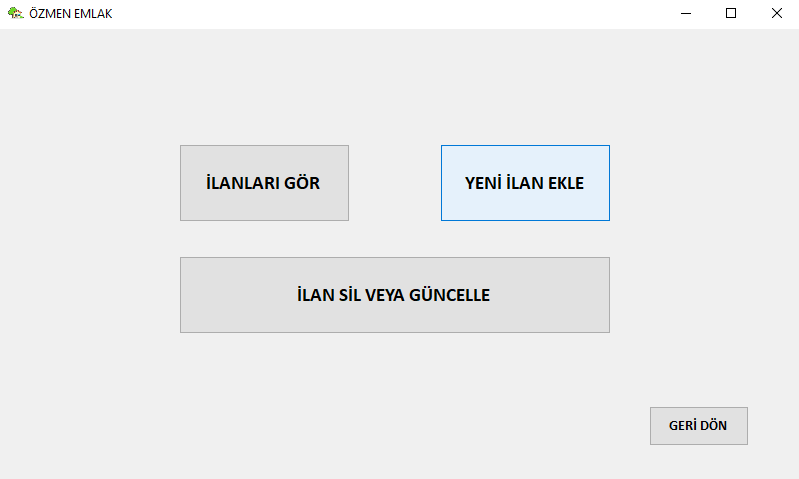 ÖZMEN EMLAK
İLANLARI GÖR
YENİ İLAN EKLE
İLAN SİL VEYA GÜNCELLE
GERİ DÖN